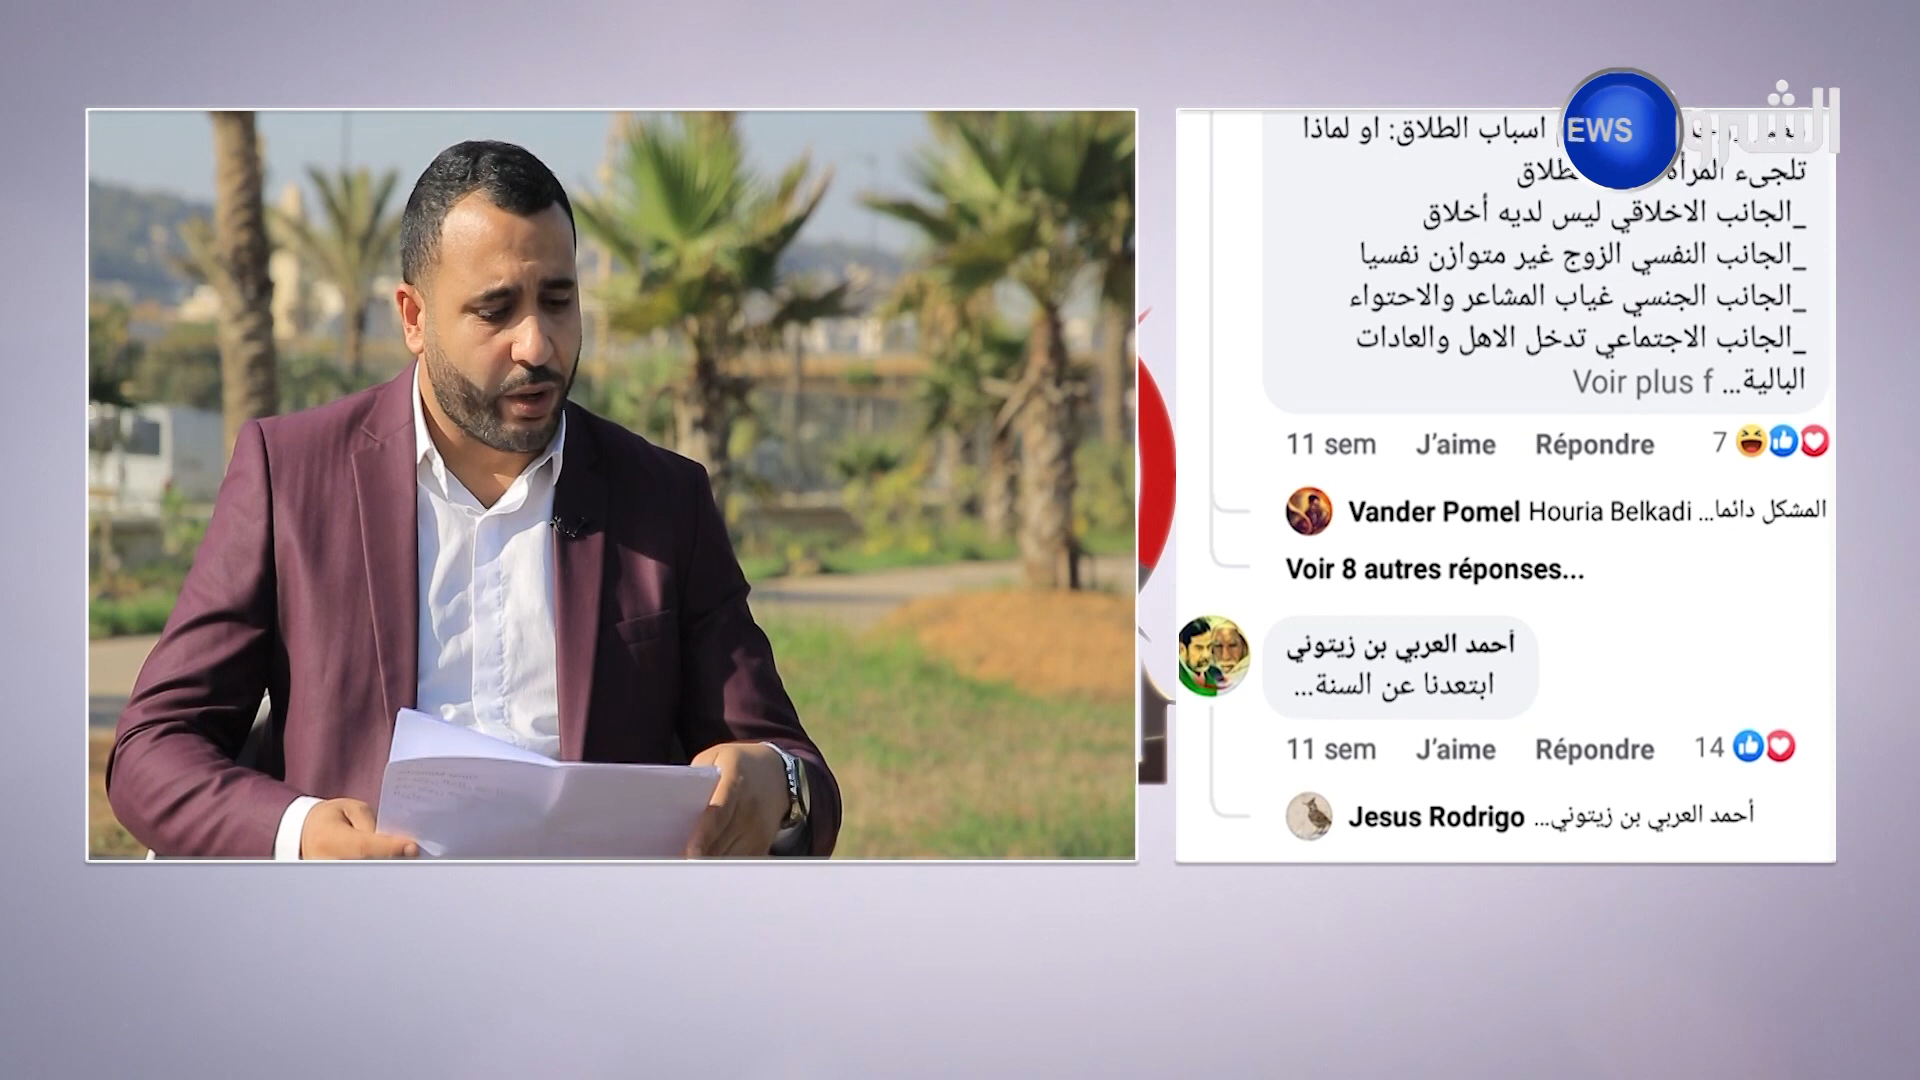 EWS
الشروق
اسباب الطلاق: او لماذا
تلجىء المرأة
_الجانب الاخلاقي ليس لديه أخلاق
_الجانب النفسي الزوج غير متوازن نفسيا
_الجانب الجنسي غياب المشاعر والاحتواء
_الجانب الاجتماعي تدخل الاهل والعادات
البالية... Voir plus f
11 sem J'aime Répondre 7
Vander Pomel Houria Belkadi المشكل دائما...
Voir 8 autres réponses...
أحمد العربي بن زيتوني
ابتعدنا عن السنة...
11 sem J'aime Répondre 14
Jesus Rodrigo أحمد العربي بن زيتوني...